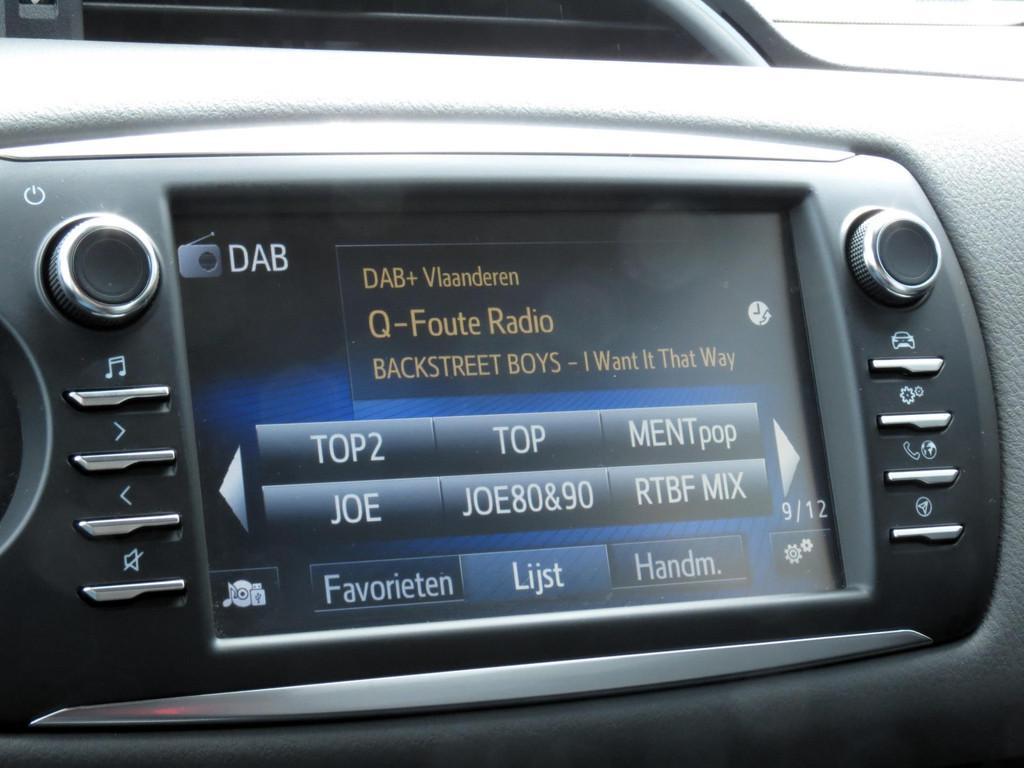 DAB
DAB+ Vlaanderen
Q-Foute Radio
BACKSTREET BOYS - I Want It That Way
TOP2 TOP MENTpop
JOE JOE80&90 RTBF MIX
9/12
Favorieten Lijst Handm.